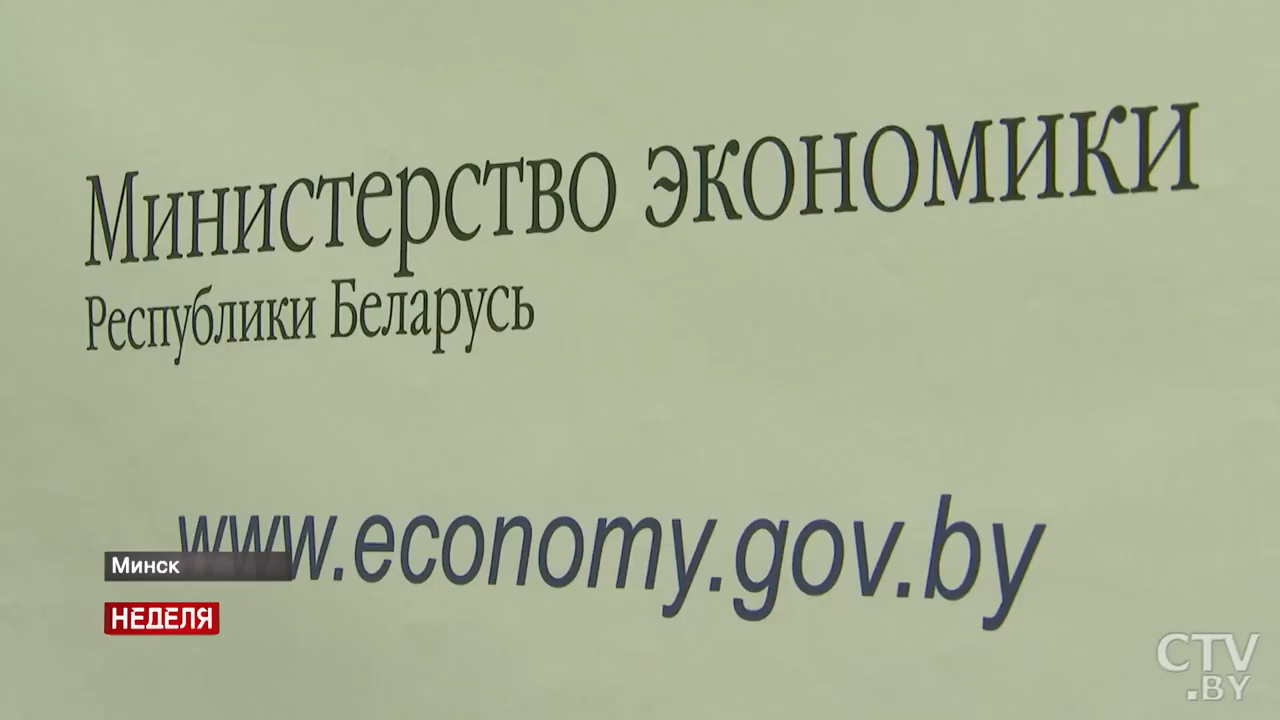 Министерство экономики
Республики Беларусь
www.economy.gov.by
Минск
НЕДЕЛЯ
CTV
.BY